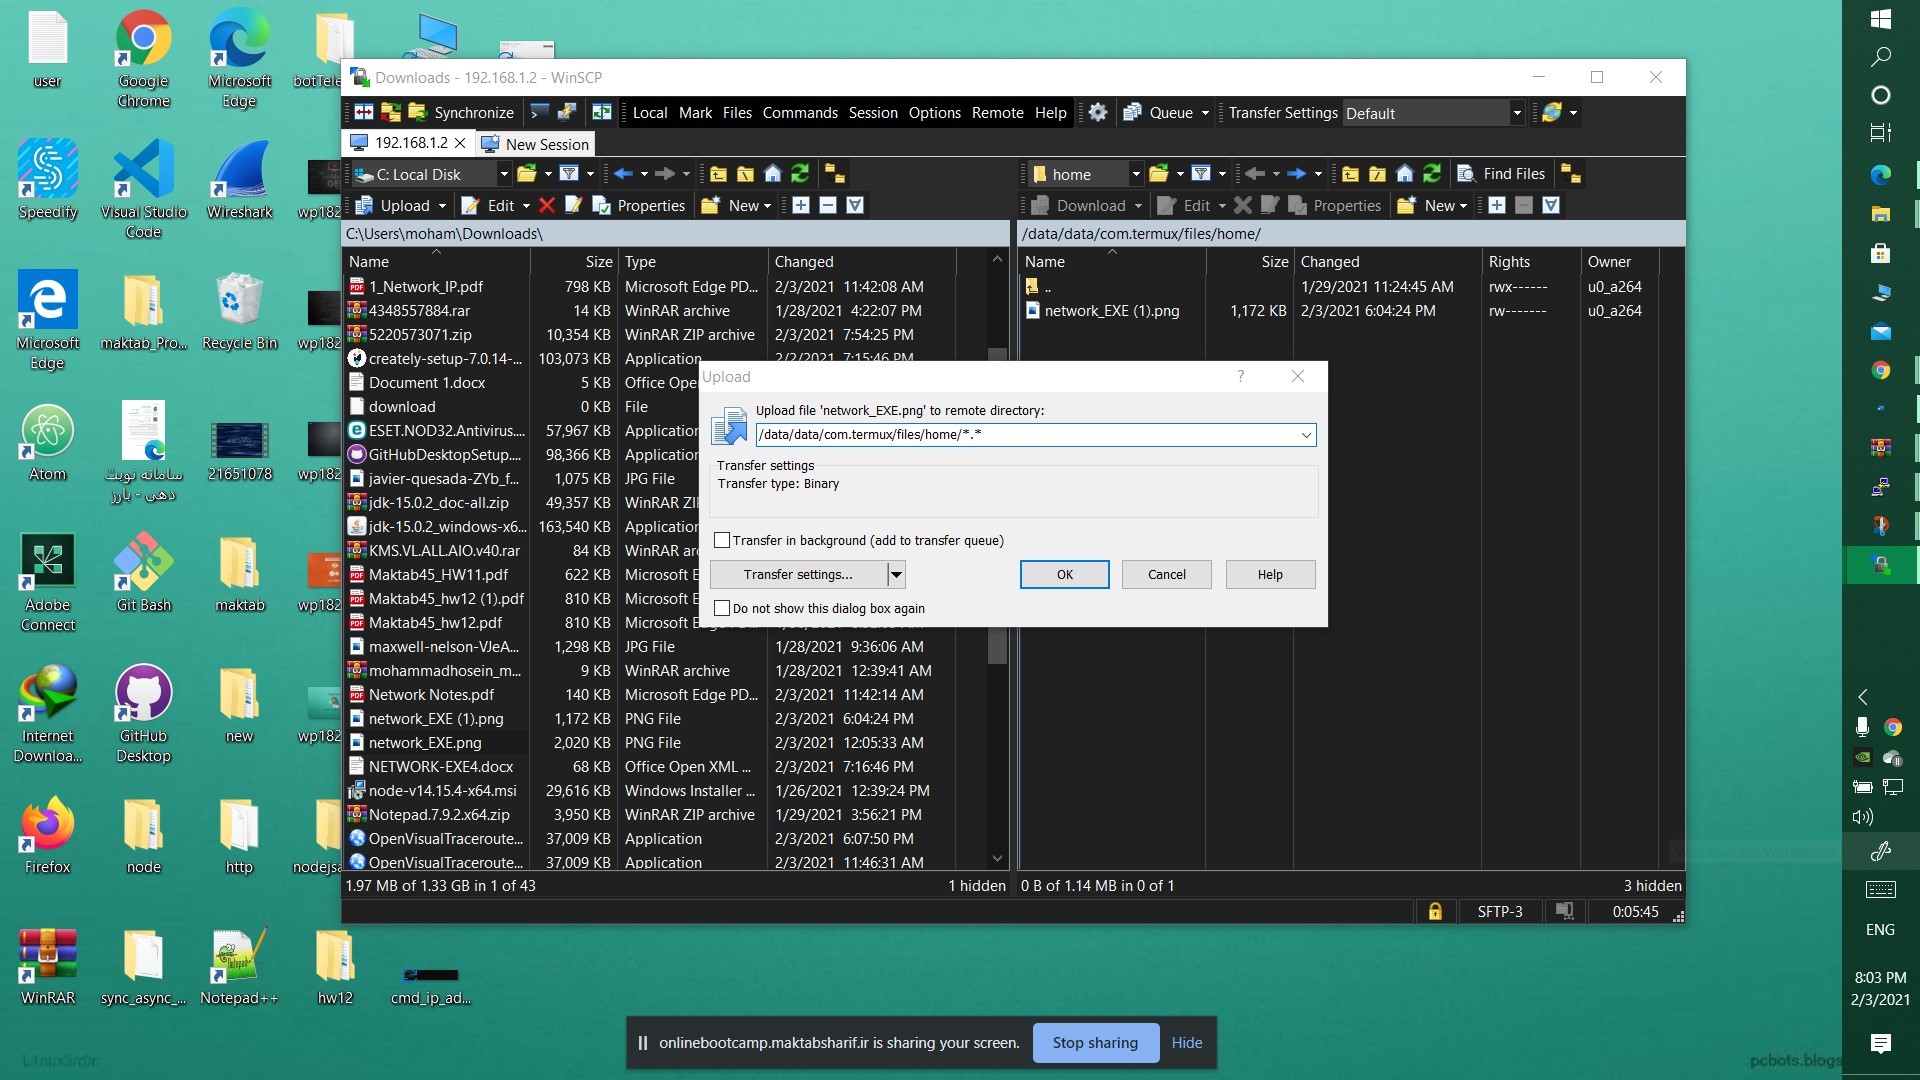 user
Google
Chrome
Microsoft
Edge
botTele
Speedify
Visual Studio
Code
Wireshark
wp182
Microsoft
Edge
maktab_Pro...
Recycle Bin
wp182
Atom
سامانه نوبت
دهی - بارز
21651078
wp182
Adobe
Connect
Git Bash
maktab
wp182
Internet
Downloa...
GitHub
Desktop
new
wp182
Firefox
node
http
nodejsa
WinRAR
sync_async_...
Notepad++
hw12
cmd_ip_ad...
Downloads - 192.168.1.2 - WinSCP
Synchronize
Local Mark Files Commands Session Options Remote Help
Queue
Transfer Settings Default
192.168.1.2
New Session
C: Local Disk
home
Find Files
Upload Edit Properties New
Download Edit Properties New
C:\Users\moham\Downloads\
/data/data/com.termux/files/home/
Name Size Type Changed
1_Network_IP.pdf 798 KB Microsoft Edge PD... 2/3/2021 11:42:08 AM
4348557884.rar 14 KB WinRAR archive 1/28/2021 4:22:07 PM
5220573071.zip 10,354 KB WinRAR ZIP archive 2/3/2021 7:54:25 PM
creately-setup-7.0.14-... 103,073 KB Application 2/2/2021 7:15:46 PM
Document 1.docx 5 KB Office Ope
download 0 KB File
ESET.NOD32.Antivirus.... 57,967 KB Applicatio
GitHubDesktopSetup.... 98,366 KB Applicatio
javier-quesada-ZYb_f... 1,075 KB JPG File
jdk-15.0.2_doc-all.zip 49,357 KB WinRAR ZI
jdk-15.0.2_windows-x6... 163,540 KB Applicatio
KMS.VL.ALL.AIO.v40.rar 84 KB WinRAR ar
Maktab45_HW11.pdf 622 KB Microsoft E
Maktab45_hw12 (1).pdf 810 KB Microsoft E
Maktab45_hw12.pdf 810 KB Microsoft
maxwell-nelson-VJeA... 1,298 KB JPG File 1/28/2021 9:36:06 AM
mohammadhosein_m... 9 KB WinRAR archive 1/28/2021 12:39:41 AM
Network Notes.pdf 140 KB Microsoft Edge PD... 2/3/2021 11:42:14 AM
network_EXE (1).png 1,172 KB PNG File 2/3/2021 6:04:24 PM
network_EXE.png 2,020 KB PNG File 2/3/2021 12:05:33 AM
NETWORK-EXE4.docx 68 KB Office Open XML ... 2/3/2021 7:16:46 PM
node-v14.15.4-x64.msi 29,616 KB Windows Installer ... 1/26/2021 12:39:24 PM
Notepad.7.9.2.x64.zip 3,950 KB WinRAR ZIP archive 1/29/2021 3:56:21 PM
OpenVisualTraceroute... 37,009 KB Application 2/3/2021 6:07:50 PM
OpenVisualTraceroute... 37,009 KB Application 2/3/2021 11:46:31 AM
1.97 MB of 1.33 GB in 1 of 43 1 hidden
Name Size Changed Rights Owner
.. 1/29/2021 11:24:45 AM rwx------ u0_a264
network_EXE (1).png 1,172 KB 2/3/2021 6:04:24 PM rw------- u0_a264
0 B of 1.14 MB in 0 of 1 3 hidden
SFTP-3 0:05:45
Upload
Upload file 'network_EXE.png' to remote directory:
/data/data/com.termux/files/home/*.*
Transfer settings
Transfer type: Binary
Transfer in background (add to transfer queue)
Transfer settings... OK Cancel Help
Do not show this dialog box again
onlinebootcamp.maktabsharif.ir is sharing your screen. Stop sharing Hide
ENG
8:03 PM
2/3/2021
L1nux3rr0r
pcbots.blogs